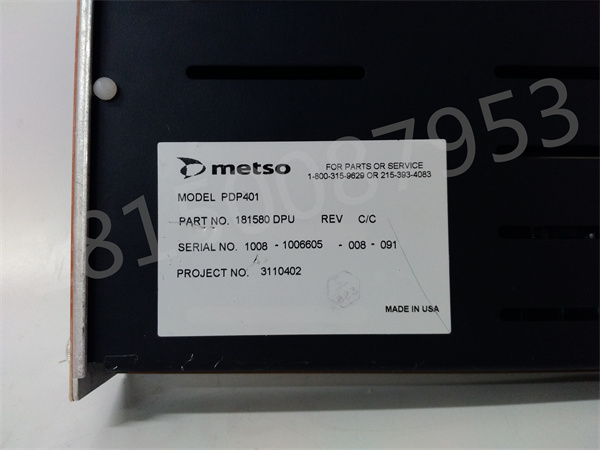 metso
FOR PARTS OR SERVICE
1-800-315-9629 OR 215-393-4083
MODEL PDP401
PART NO. 181580 DPU REV C/C
SERIAL NO. 1008 - 1006605 - 008 - 091
PROJECT NO. 3110402
MADE IN USA